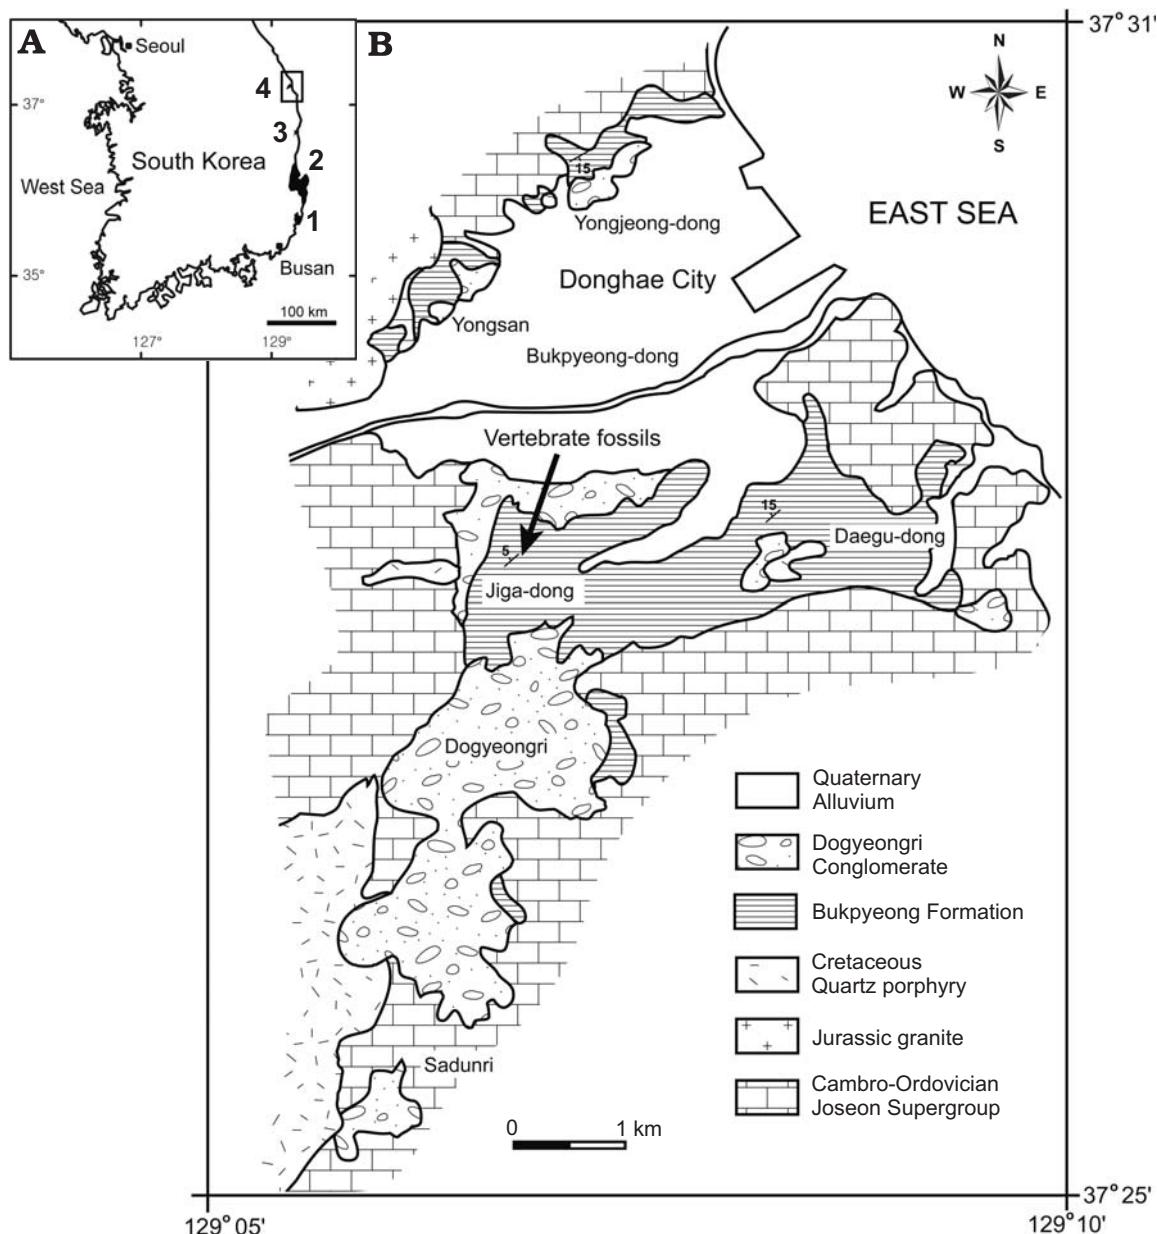 A
Seoul
4
37°
3
South Korea
2
West Sea
1
35°
Busan
100 km
127°
129°
B
37° 31'
N
W
E
S
15
EAST SEA
Yongjeong-dong
Donghae City
Yongsan
Bukpyeong-dong
Vertebrate fossils
15
Daegu-dong
5
Jiga-dong
Dogyeongri
Sadunri
Quaternary
Alluvium
Dogyeongri
Conglomerate
Bukpyeong Formation
Cretaceous
Quartz porphyry
Jurassic granite
Cambro-Ordovician
Joseon Supergroup
0
1 km
37° 25'
129° 05'
129° 10'